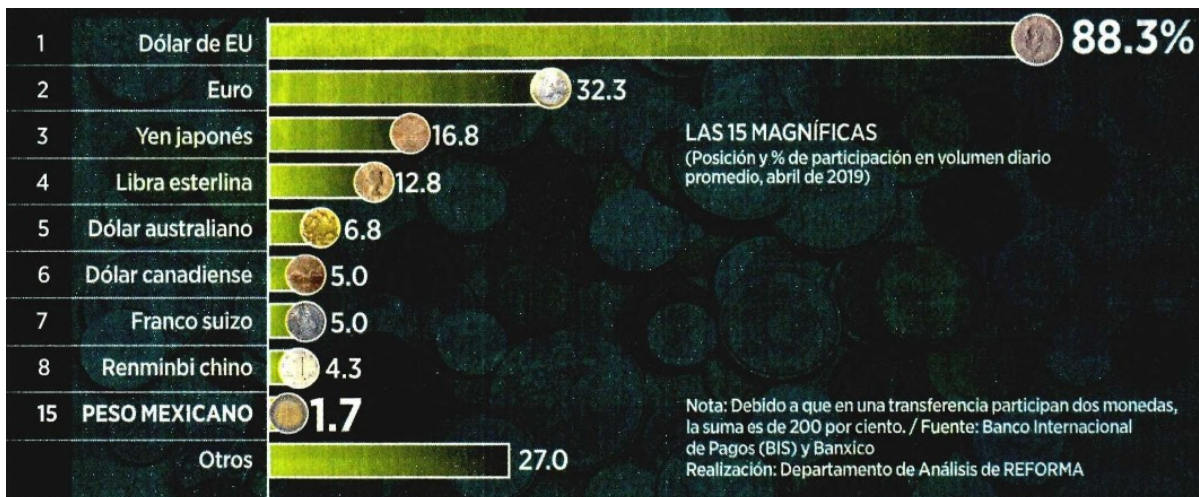 1 Dólar de EU 88.3%
2 Euro 32.3
3 Yen japonés 16.8
4 Libra esterlina 12.8
5 Dólar australiano 6.8
6 Dólar canadiense 5.0
7 Franco suizo 5.0
8 Renminbi chino 4.3
15 PESO MEXICANO 1.7
Otros 27.0
LAS 15 MAGNÍFICAS
(Posición y % de participación en volumen diario
promedio, abril de 2019)
Nota: Debido a que en una transferencia participan dos monedas,
la suma es de 200 por ciento. / Fuente: Banco Internacional
de Pagos (BIS) y Banxico
Realización: Departamento de Análisis de REFORMA